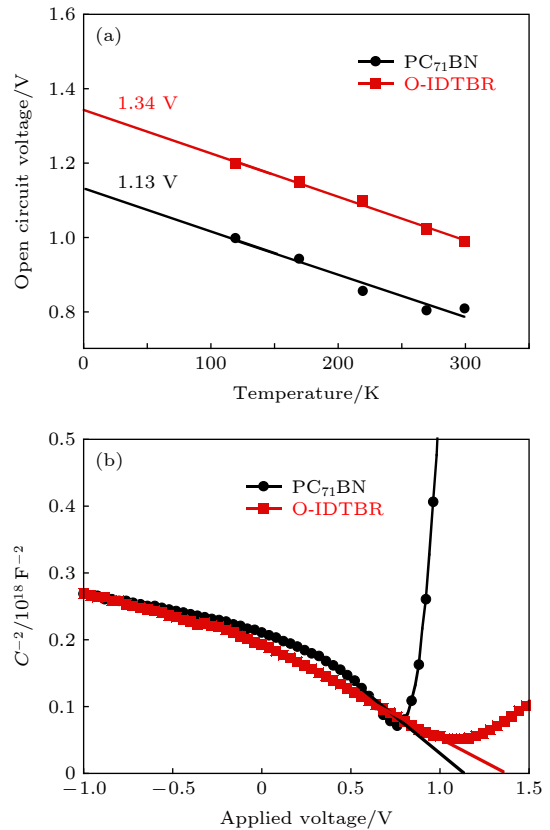 (a)
PC₇₁BN
O-IDTBR
1.34 V
1.13 V
1.6
1.4
1.2
1.0
0.8
Open circuit voltage/V
0 100 200 300
Temperature/K
(b)
PC₇₁BN
O-IDTBR
0.5
0.4
0.3
0.2
0.1
0
C⁻²/10¹⁸ F⁻²
−1.0 −0.5 0 0.5 1.0 1.5
Applied voltage/V